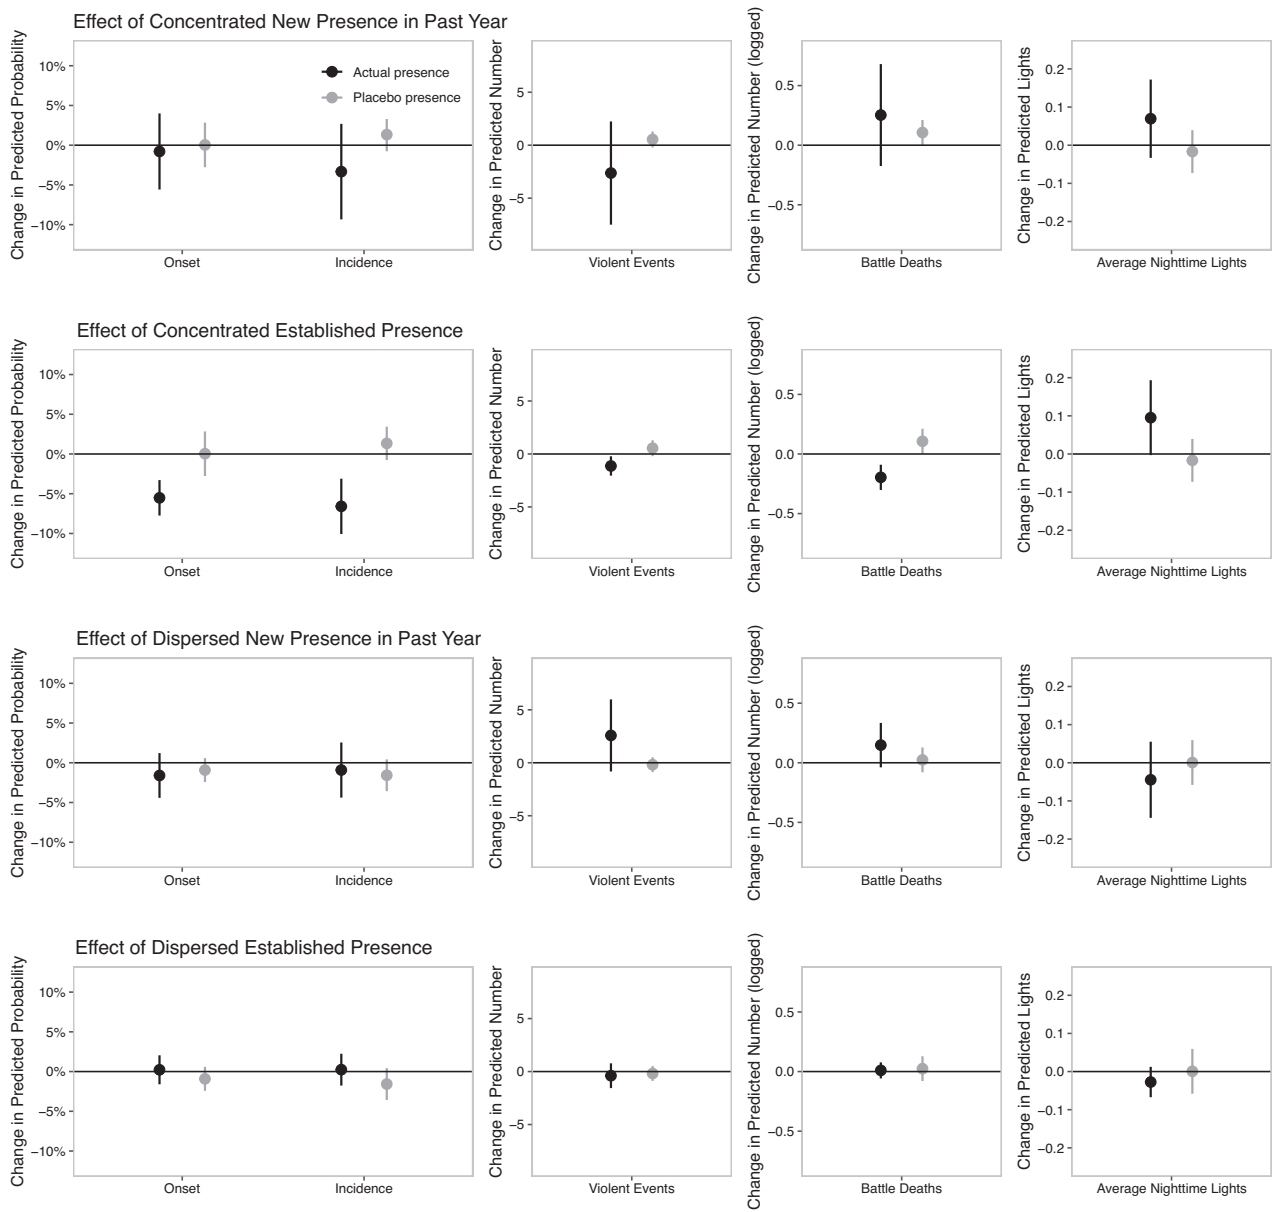 Effect of Concentrated New Presence in Past Year
Change in Predicted Probability
10%
5%
0%
−5%
−10%
Actual presence
Placebo presence
Onset
Incidence
Change in Predicted Number
5
0
−5
Violent Events
Change in Predicted Number (logged)
0.5
0.0
−0.5
Battle Deaths
Change in Predicted Lights
0.2
0.1
0.0
−0.1
−0.2
Average Nighttime Lights
Effect of Concentrated Established Presence
Change in Predicted Probability
10%
5%
0%
−5%
−10%
Onset
Incidence
Change in Predicted Number
5
0
−5
Violent Events
Change in Predicted Number (logged)
0.5
0.0
−0.5
Battle Deaths
Change in Predicted Lights
0.2
0.1
0.0
−0.1
−0.2
Average Nighttime Lights
Effect of Dispersed New Presence in Past Year
Change in Predicted Probability
10%
5%
0%
−5%
−10%
Onset
Incidence
Change in Predicted Number
5
0
−5
Violent Events
Change in Predicted Number (logged)
0.5
0.0
−0.5
Battle Deaths
Change in Predicted Lights
0.2
0.1
0.0
−0.1
−0.2
Average Nighttime Lights
Effect of Dispersed Established Presence
Change in Predicted Probability
10%
5%
0%
−5%
−10%
Onset
Incidence
Change in Predicted Number
5
0
−5
Violent Events
Change in Predicted Number (logged)
0.5
0.0
−0.5
Battle Deaths
Change in Predicted Lights
0.2
0.1
0.0
−0.1
−0.2
Average Nighttime Lights